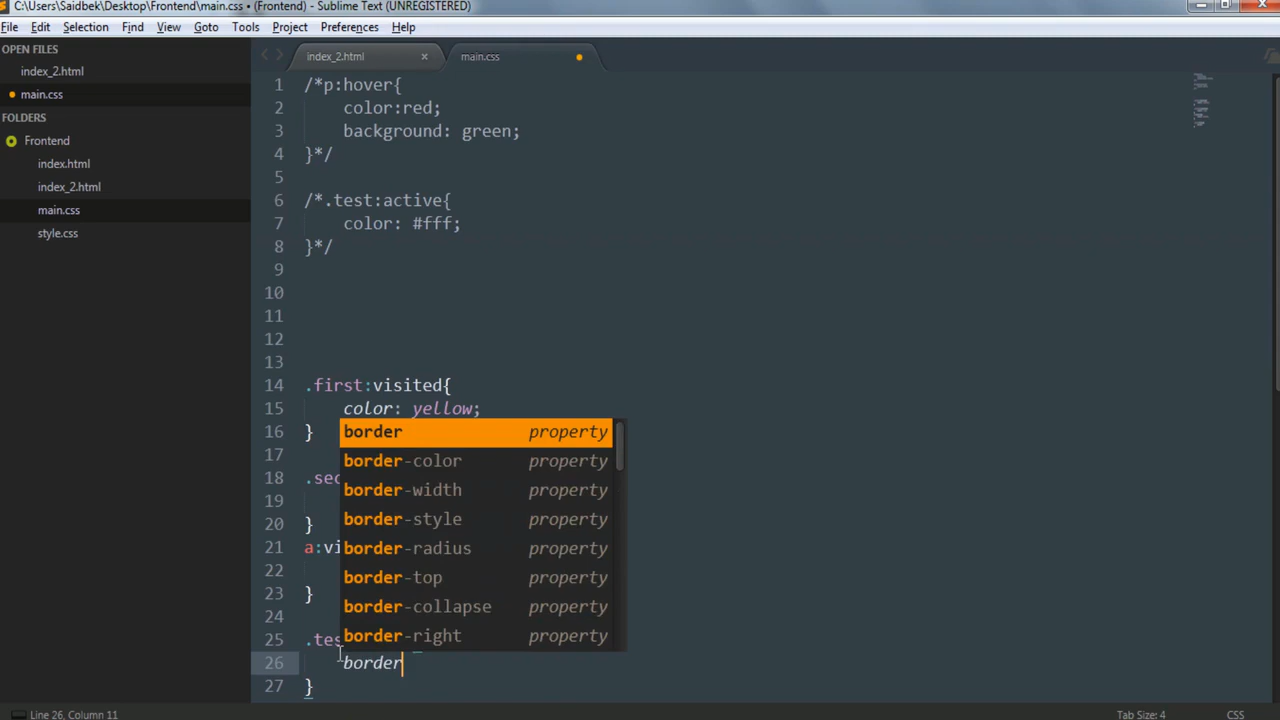 C:\Users\Saidbek\Desktop\Frontend\main.css • (Frontend) - Sublime Text (UNREGISTERED)
File Edit Selection View Goto Tools Project Preferences Help
OPEN FILES
index_2.html
main.css
FOLDERS
Frontend
index.html
index_2.html
main.css
style.css
index_2.html main.css
1 /*p:hover{
2 color:red;
3 background: green;
4 }*/
5
6 /*.test:active{
7 color: #fff;
8 }*/
9
10
11
12
13
14 .first:visited{
15 color: yellow;
16 }
border property
17
border-color property
18 .sec
border-width property
19
border-style property
20 }
21 a:vi
border-radius property
22
border-top property
23 }
border-collapse property
24
25 .tes
border-right property
26 border
27 }
Line 26, Column 11 Tab Size: 4 CSS